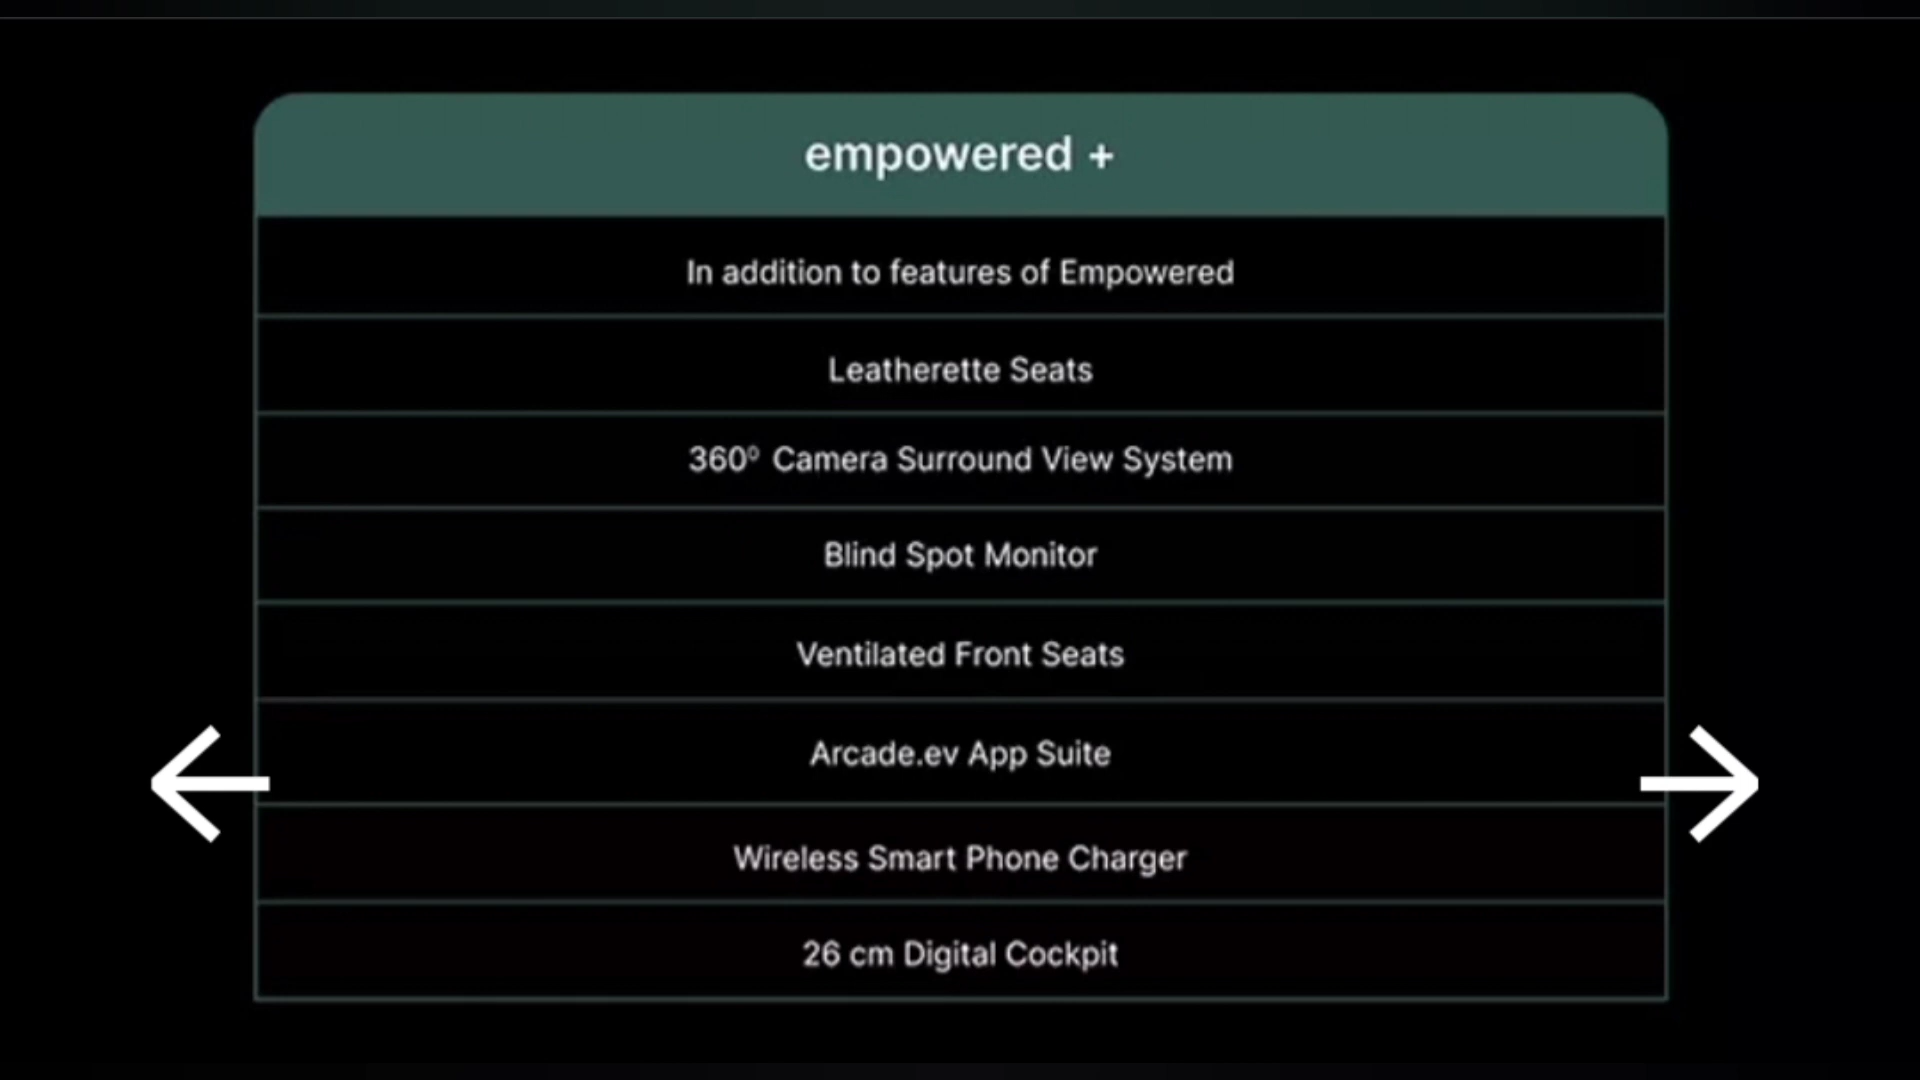 empowered +
In addition to features of Empowered
Leatherette Seats
360⁰ Camera Surround View System
Blind Spot Monitor
Ventilated Front Seats
Arcade.ev App Suite
Wireless Smart Phone Charger
26 cm Digital Cockpit